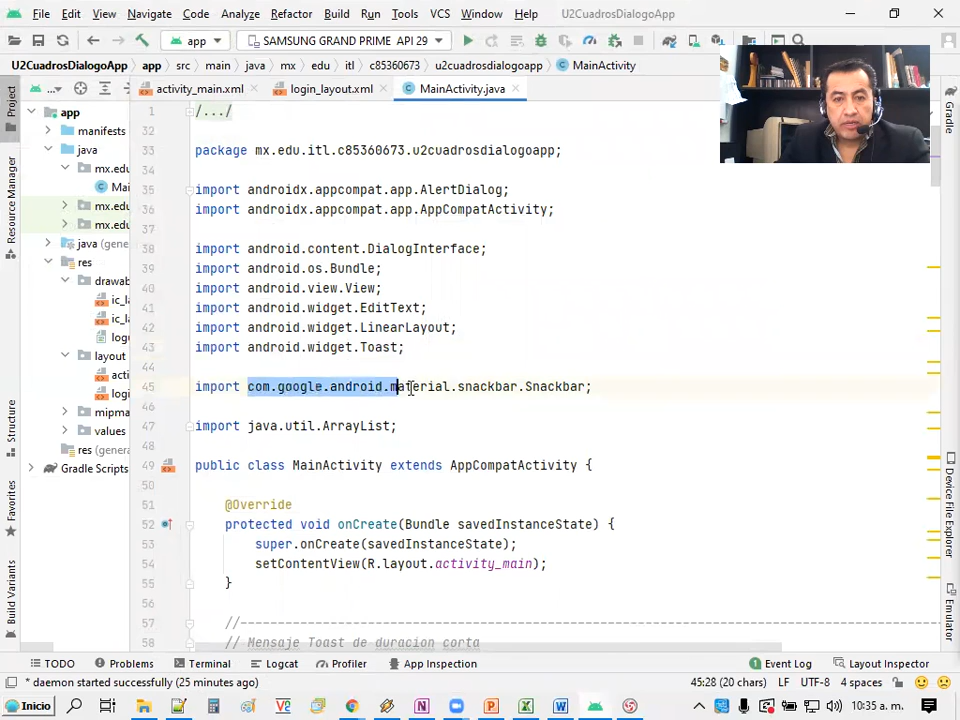 File Edit View Navigate Code Analyze Refactor Build Run Tools VCS Window Help U2CuadrosDialogoApp
app SAMSUNG GRAND PRIME API 29
U2CuadrosDialogoApp app src main java mx edu itl c85360673 u2cuadrosdialogoapp MainActivity
... activity_main.xml login_layout.xml MainActivity.java
Project
Resource Manager
Structure
Favorites
Build Variants
app
manifests
java
mx.ed
Mai
mx.edu
mx.edu
java (gene
res
drawab
ic_la
ic_la
log
layout
acti
logi
mipm
values
res (genera
Gradle Scripts
1 /.../
32
33 package mx.edu.itl.c85360673.u2cuadrosdialogoapp;
34
35 import androidx.appcompat.app.AlertDialog;
36 import androidx.appcompat.app.AppCompatActivity;
37
38 import android.content.DialogInterface;
39 import android.os.Bundle;
40 import android.view.View;
41 import android.widget.EditText;
42 import android.widget.LinearLayout;
43 import android.widget.Toast;
44
45 import com.google.android.material.snackbar.Snackbar;
46
47 import java.util.ArrayList;
48
49 public class MainActivity extends AppCompatActivity {
50
51 @Override
52 protected void onCreate(Bundle savedInstanceState) {
53 super.onCreate(savedInstanceState);
54 setContentView(R.layout.activity_main);
55 }
56
57 //----------------------------------------------------------------------------------------------
58 // Mensaje Toast de duracion corta
Gradle
Device File Explorer
Emulator
TODO Problems Terminal Logcat Profiler App Inspection Event Log Layout Inspector
* daemon started successfully (25 minutes ago) 45:28 (20 chars) LF UTF-8 4 spaces
Inicio 10:35 a. m.